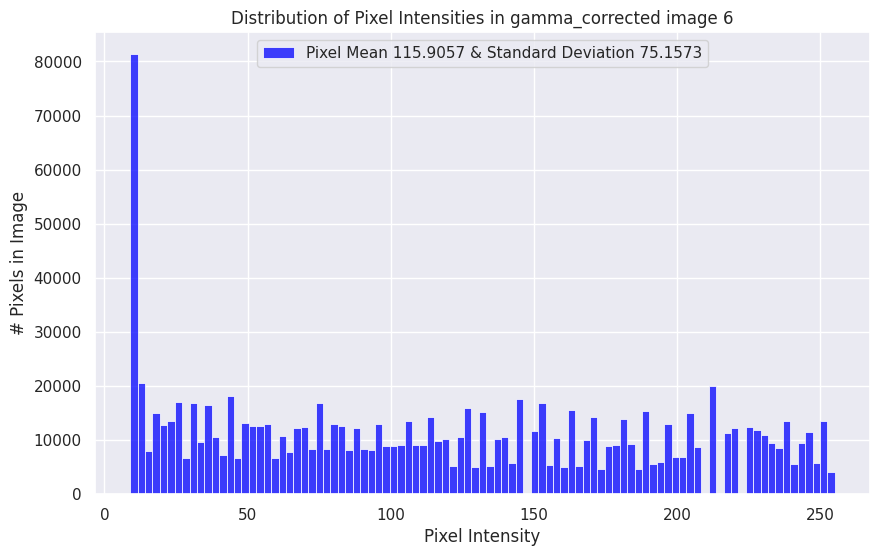 Distribution of Pixel Intensities in gamma_corrected image 6
Pixel Mean 115.9057 & Standard Deviation 75.1573
# Pixels in Image
80000
70000
60000
50000
40000
30000
20000
10000
0
0 50 100 150 200 250
Pixel Intensity